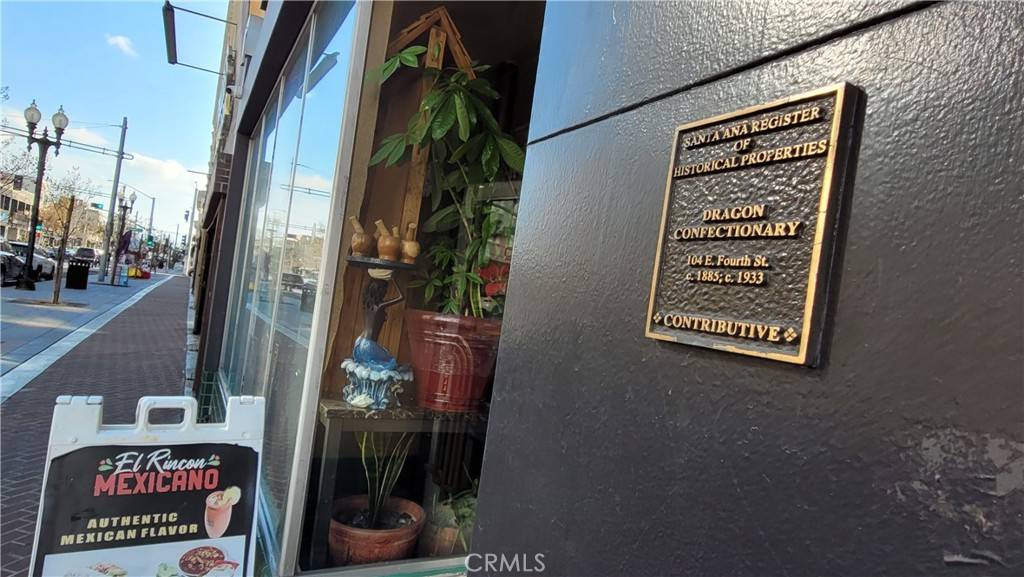 SANTA ANA REGISTER
OF
HISTORICAL PROPERTIES
DRAGON
CONFECTIONARY
104 E. Fourth St.
c. 1885; c. 1933
CONTRIBUTIVE
El Rincon
MEXICANO
AUTHENTIC
MEXICAN FLAVOR
CRMLS